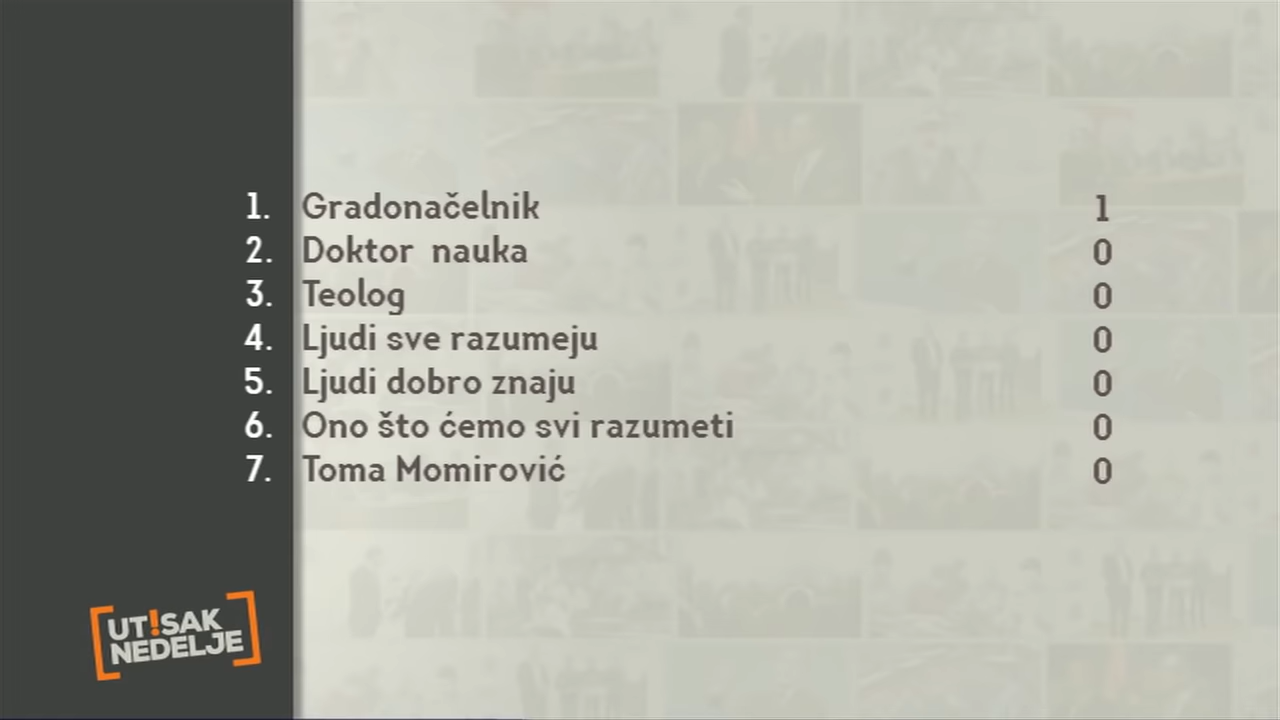 1. Gradonačelnik 1
2. Doktor nauka 0
3. Teolog 0
4. Ljudi sve razumeju 0
5. Ljudi dobro znaju 0
6. Ono što ćemo svi razumeti 0
7. Toma Momirović 0
UT!SAK
NEDELJE